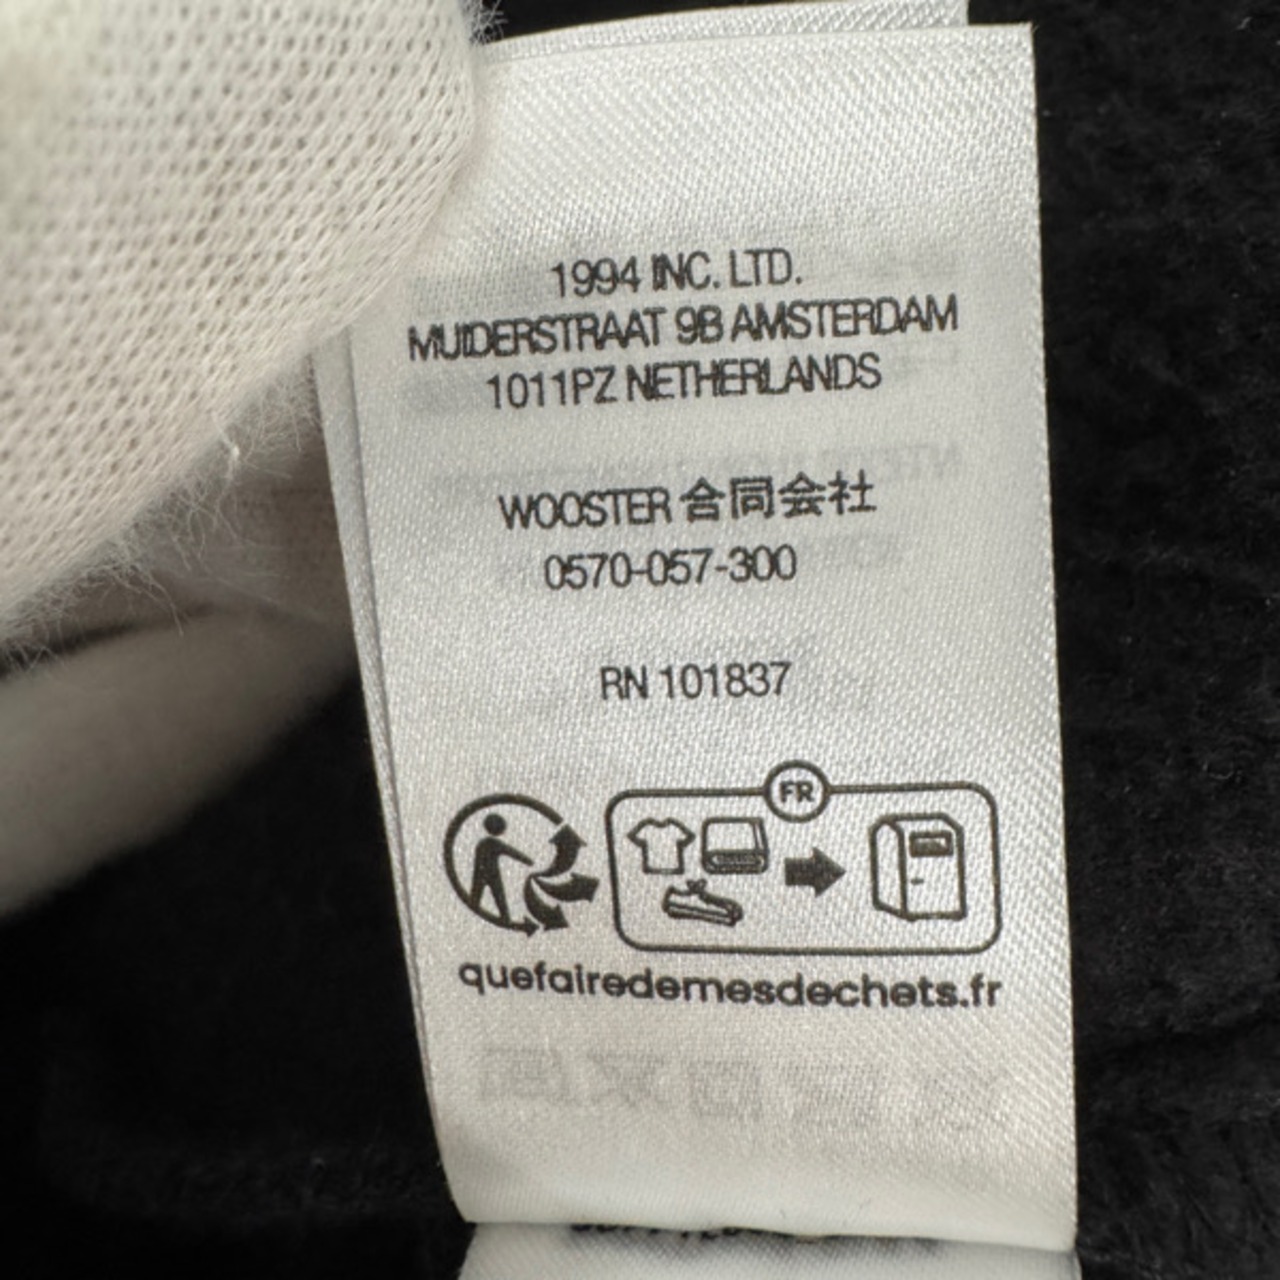 1994 INC. LTD.
MUIDERSTRAAT 9B AMSTERDAM
1011PZ NETHERLANDS
WOOSTER 合同会社
0570-057-300
RN 101837
FR
quefairedemesdechets.fr